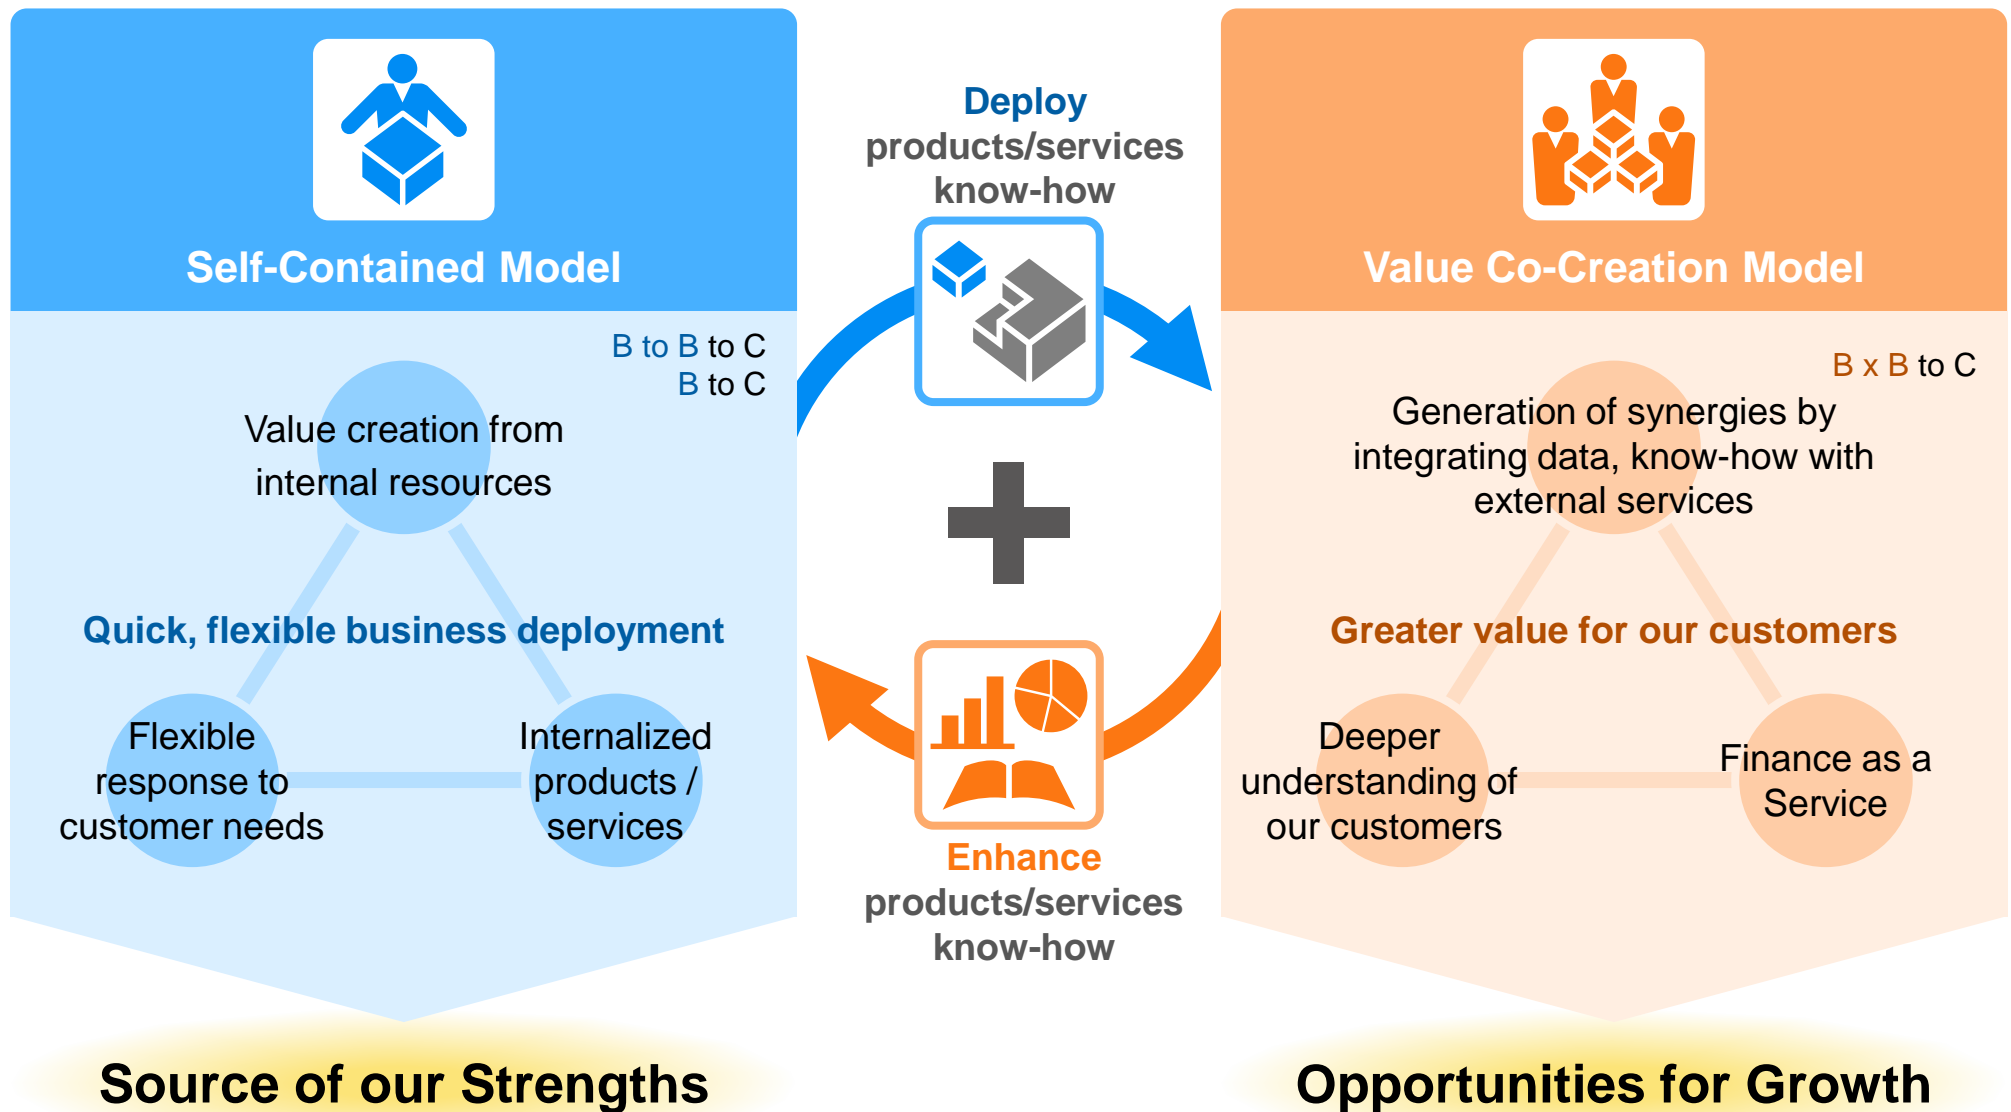 Self-Contained Model
B to B to C
B to C
Value creation from
internal resources
Quick, flexible business deployment
Flexible
response to
customer needs
Internalized
products /
services
Source of our Strengths
Deploy
products/services
know-how
Enhance
products/services
know-how
Value Co-Creation Model
B x B to C
Generation of synergies by
integrating data, know-how with
external services
Greater value for our customers
Deeper
understanding of
our customers
Finance as a
Service
Opportunities for Growth